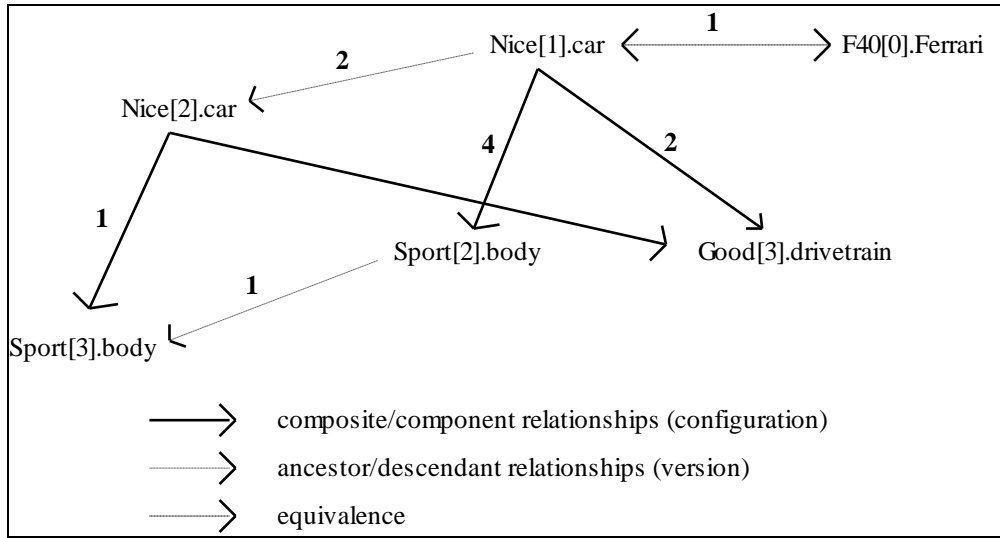 1
Nice[1].car
F40[0].Ferrari
2
Nice[2].car
4
2
1
Sport[2].body
Good[3].drivetrain
1
Sport[3].body
composite/component relationships (configuration)
ancestor/descendant relationships (version)
equivalence